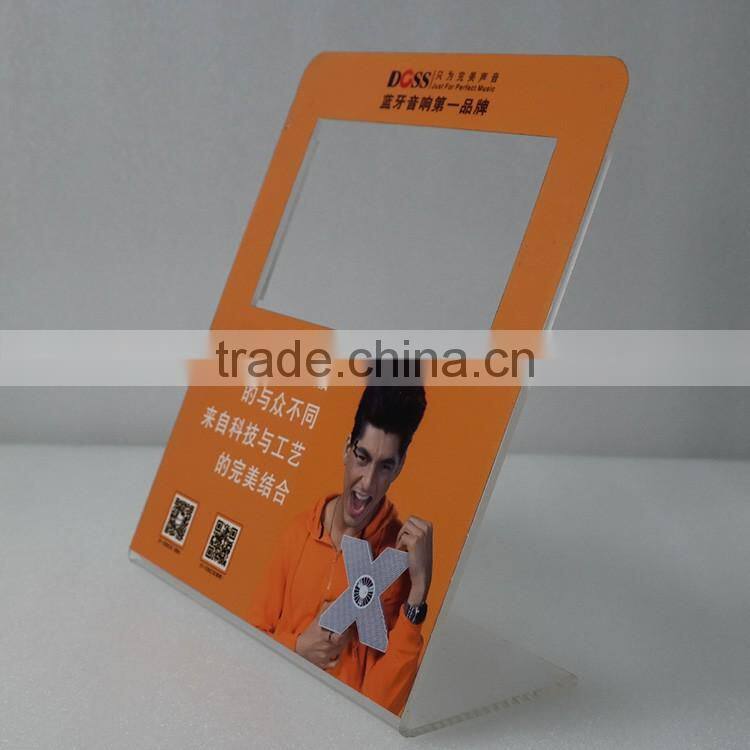 DOSS 只为完美声音
Just For Perfect Music
蓝牙音响第一品牌
trade.china.cn
的与众不同
来自科技与工艺
的完美结合
X